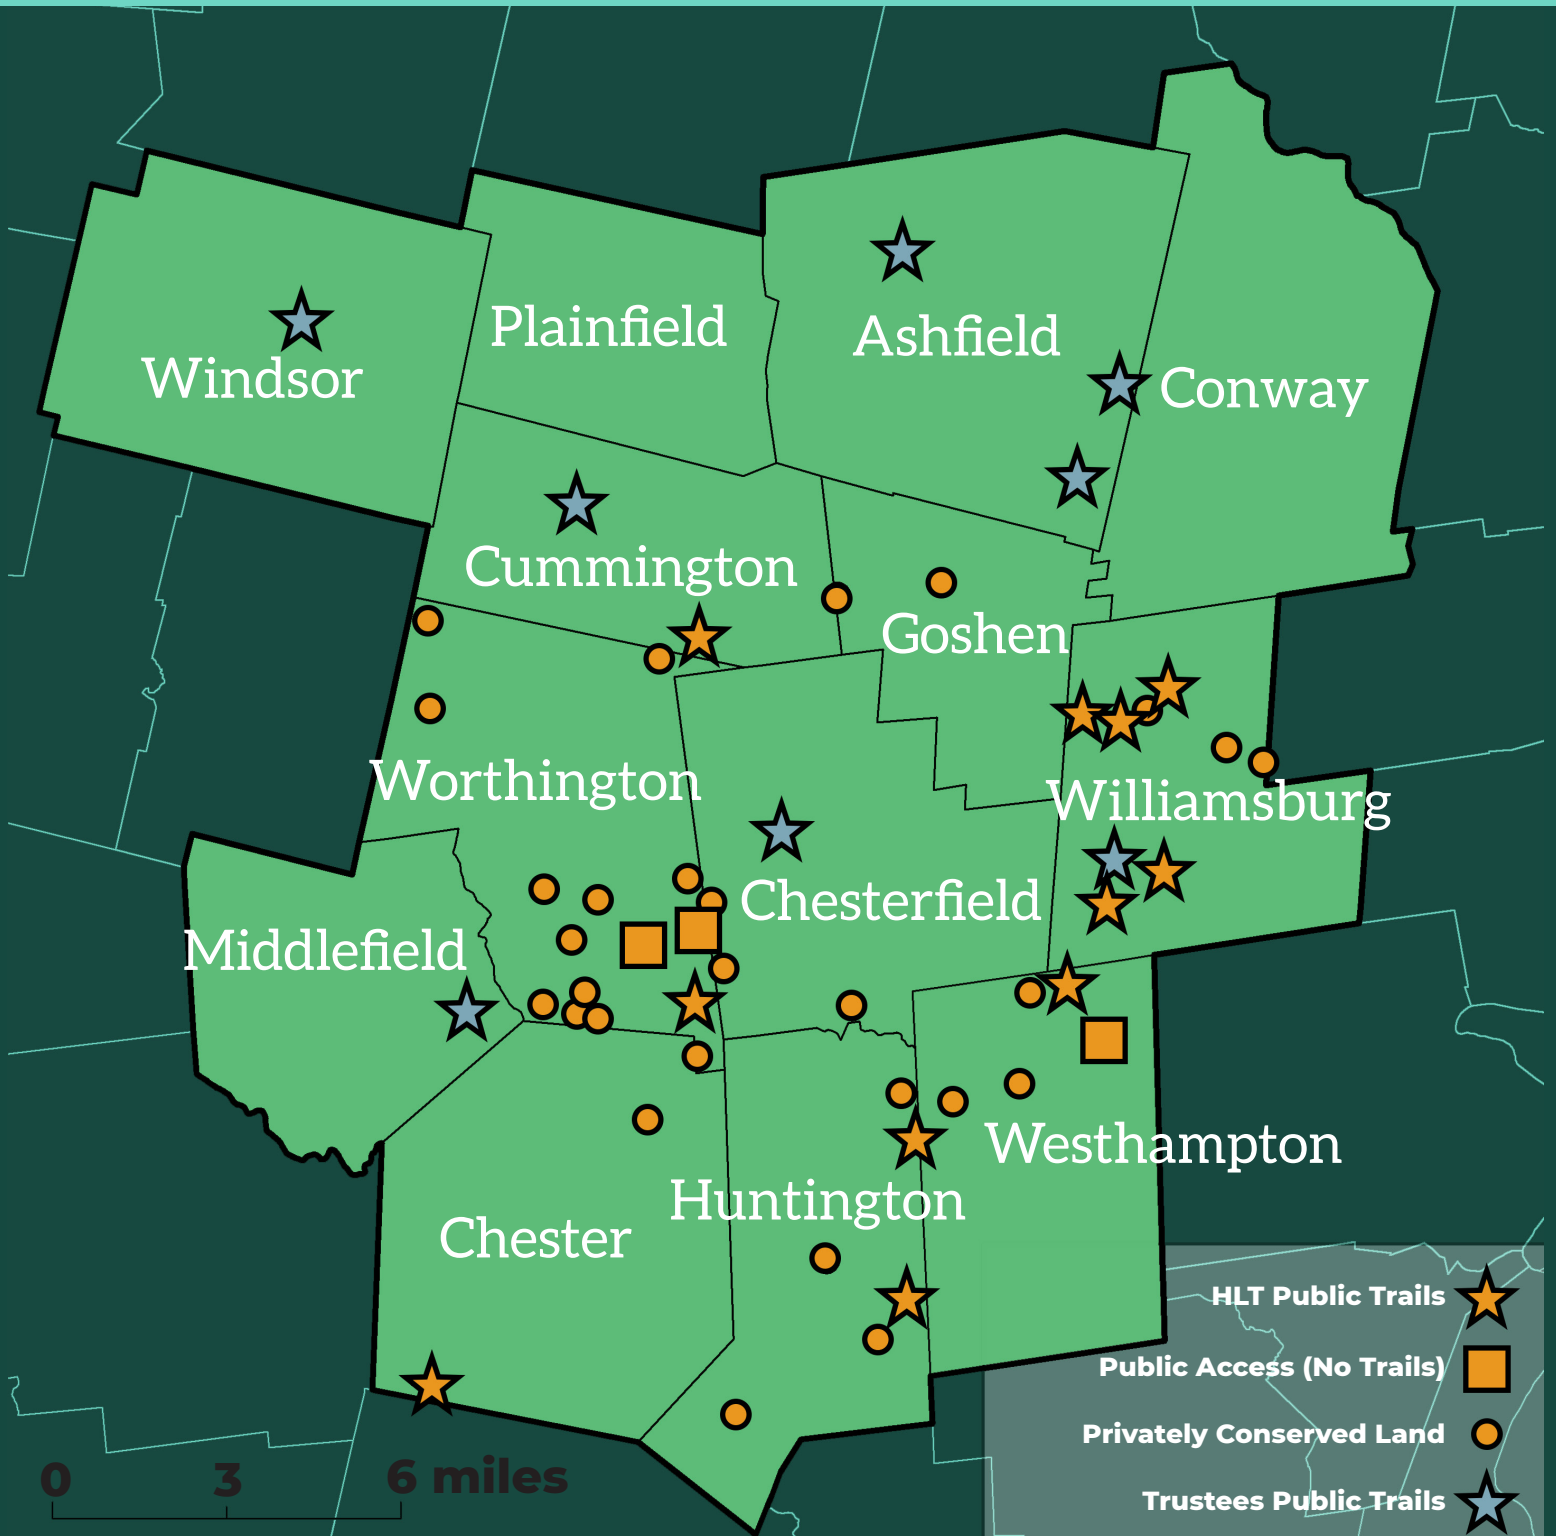 Plainfield
Ashfield
Windsor
Conway
Cummington
Goshen
Worthington
Williamsburg
Chesterfield
Middlefield
Westhampton
Huntington
Chester
HLT Public Trails
Public Access (No Trails)
Privately Conserved Land
Trustees Public Trails
0 3 6 miles